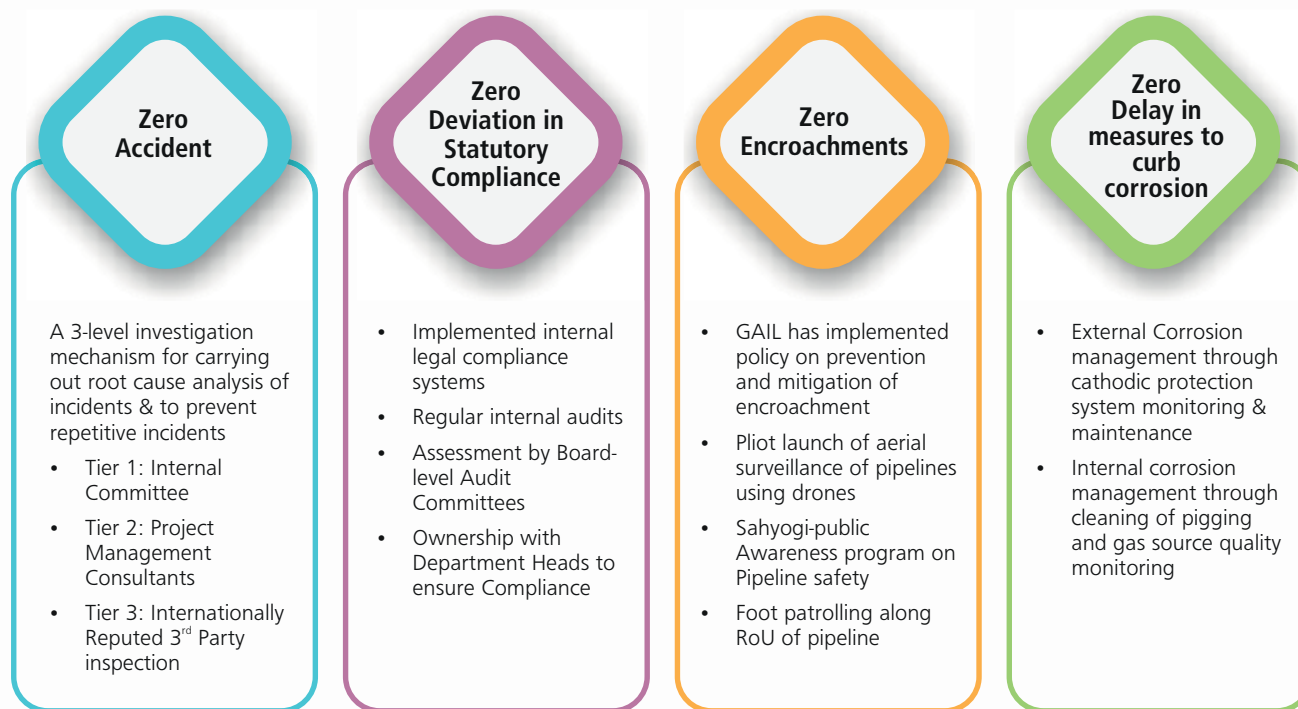 Zero
Accident
A 3-level investigation
mechanism for carrying
out root cause analysis of
incidents & to prevent
repetitive incidents
• Tier 1: Internal
Committee
• Tier 2: Project
Management
Consultants
• Tier 3: Internationally
Reputed 3rd Party
inspection
Zero
Deviation in
Statutory
Compliance
• Implemented internal
legal compliance
systems
• Regular internal audits
• Assessment by Board-
level Audit
Committees
• Ownership with
Department Heads to
ensure Compliance
Zero
Encroachments
• GAIL has implemented
policy on prevention
and mitigation of
encroachment
• Pliot launch of aerial
surveillance of pipelines
using drones
• Sahyogi-public
Awareness program on
Pipeline safety
• Foot patrolling along
RoU of pipeline
Zero
Delay in
measures to
curb
corrosion
• External Corrosion
management through
cathodic protection
system monitoring &
maintenance
• Internal corrosion
management through
cleaning of pigging
and gas source quality
monitoring